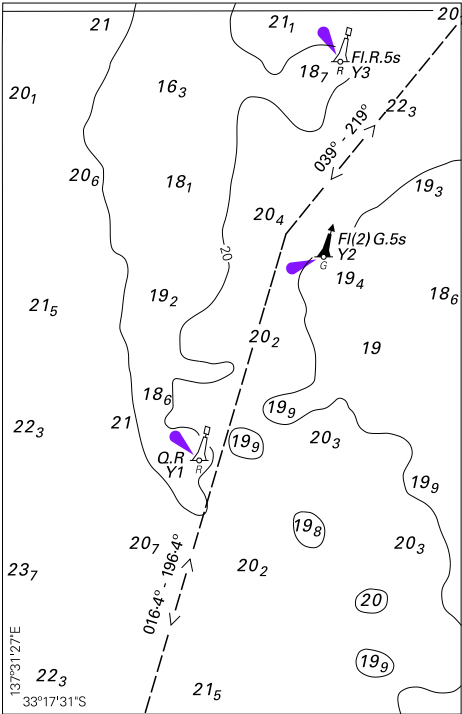 21
21₁
20
Fl.R.5s
R Y3
18₇
20₁
16₃
22₃
039° - 219°
20₆
18₁
19₃
20₄
Fl(2)G.5s
Y2
G
20
19₄
21₅
19₂
18₆
20₂
19
18₆
19₉
22₃
21
19₉
20₃
Q.R
Y1
R
19₉
19₈
20₇
20₃
20₂
23₇
016·4° - 196·4°
20
19₉
22₃
21₅
137°31'27"E
33°17'31"S